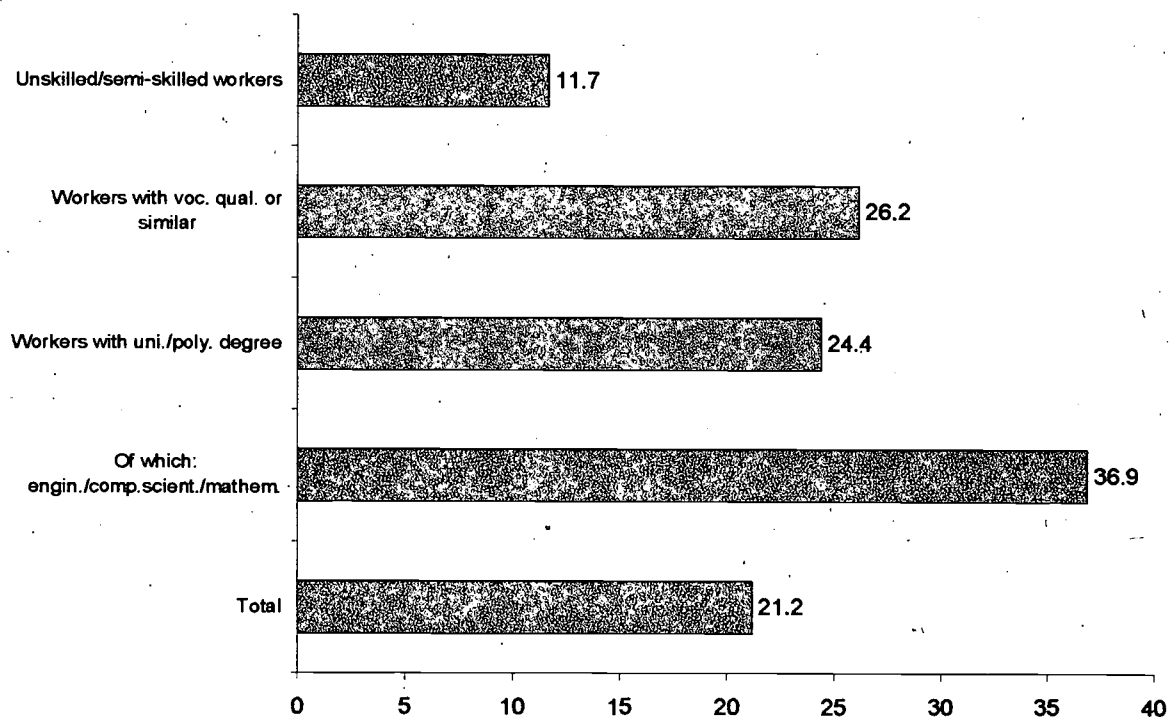 Unskilled/semi-skilled workers
11.7
Workers with voc. qual. or
similar
26.2
Workers with uni./poly. degree
24.4
Of which:
engin./comp.scient./mathem.
36.9
Total
21.2
0 5 10 15 20 25 30 35 40